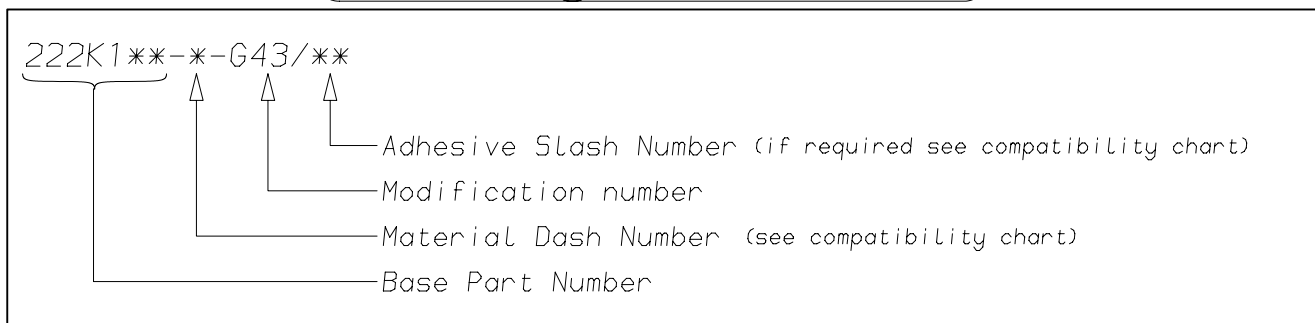 222K1**-*-G43/**
Adhesive Slash Number (if required see compatibility chart)
Modification number
Material Dash Number (see compatibility chart)
Base Part Number